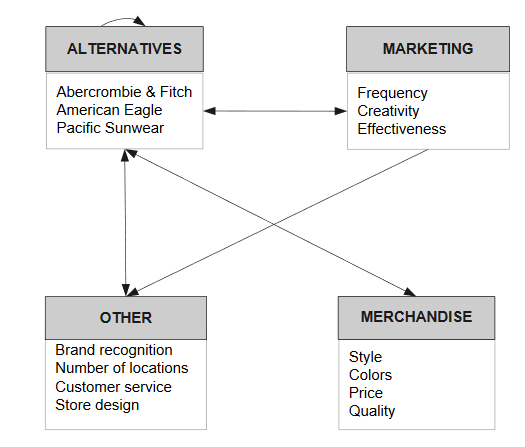 ALTERNATIVES
Abercrombie & Fitch
American Eagle
Pacific Sunwear
MARKETING
Frequency
Creativity
Effectiveness
OTHER
Brand recognition
Number of locations
Customer service
Store design
MERCHANDISE
Style
Colors
Price
Quality